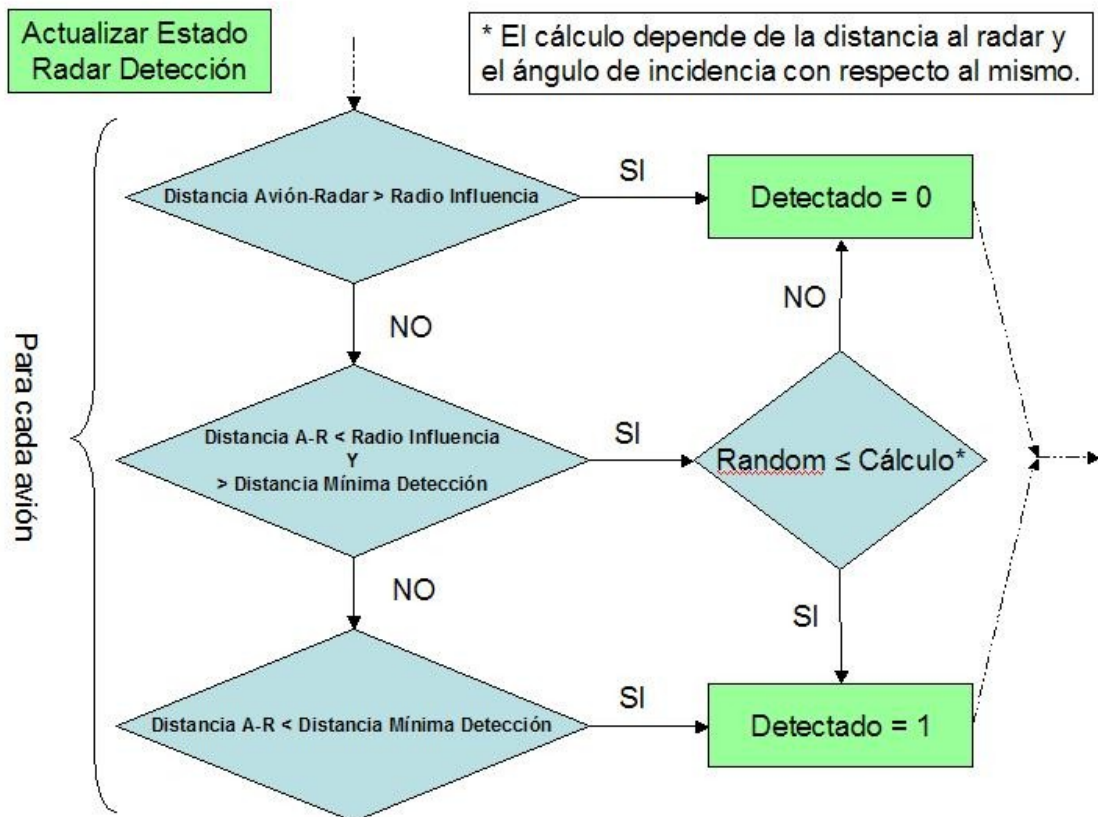 Actualizar Estado
Radar Detección
* El cálculo depende de la distancia al radar y
el ángulo de incidencia con respecto al mismo.
Para cada avión
Distancia Avión-Radar > Radio Influencia
SI
Detectado = 0
NO
NO
Distancia A-R < Radio Influencia
Y
> Distancia Mínima Detección
SI
Random ≤ Cálculo*
NO
SI
Distancia A-R < Distancia Mínima Detección
SI
Detectado = 1